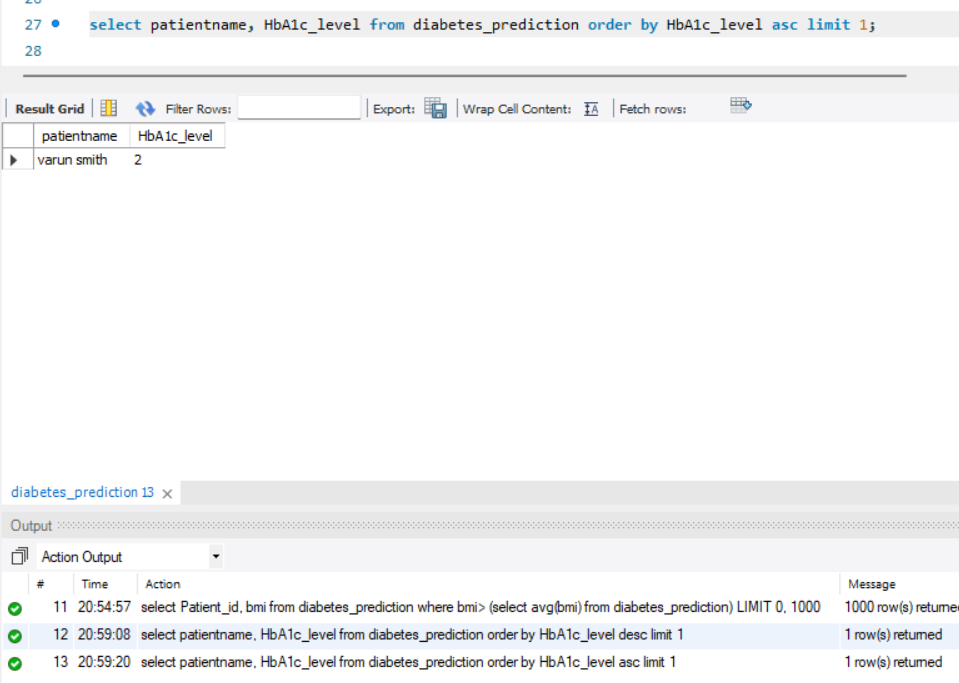 27 select patientname, HbA1c_level from diabetes_prediction order by HbA1c_level asc limit 1;
28
Result Grid Filter Rows: Export: Wrap Cell Content: Fetch rows:
patientname HbA1c_level
varun smith 2
diabetes_prediction 13
Output
Action Output
# Time Action Message
11 20:54:57 select Patient_id, bmi from diabetes_prediction where bmi> (select avg(bmi) from diabetes_prediction) LIMIT 0, 1000 1000 row(s) returne
12 20:59:08 select patientname, HbA1c_level from diabetes_prediction order by HbA1c_level desc limit 1 1 row(s) returned
13 20:59:20 select patientname, HbA1c_level from diabetes_prediction order by HbA1c_level asc limit 1 1 row(s) returned